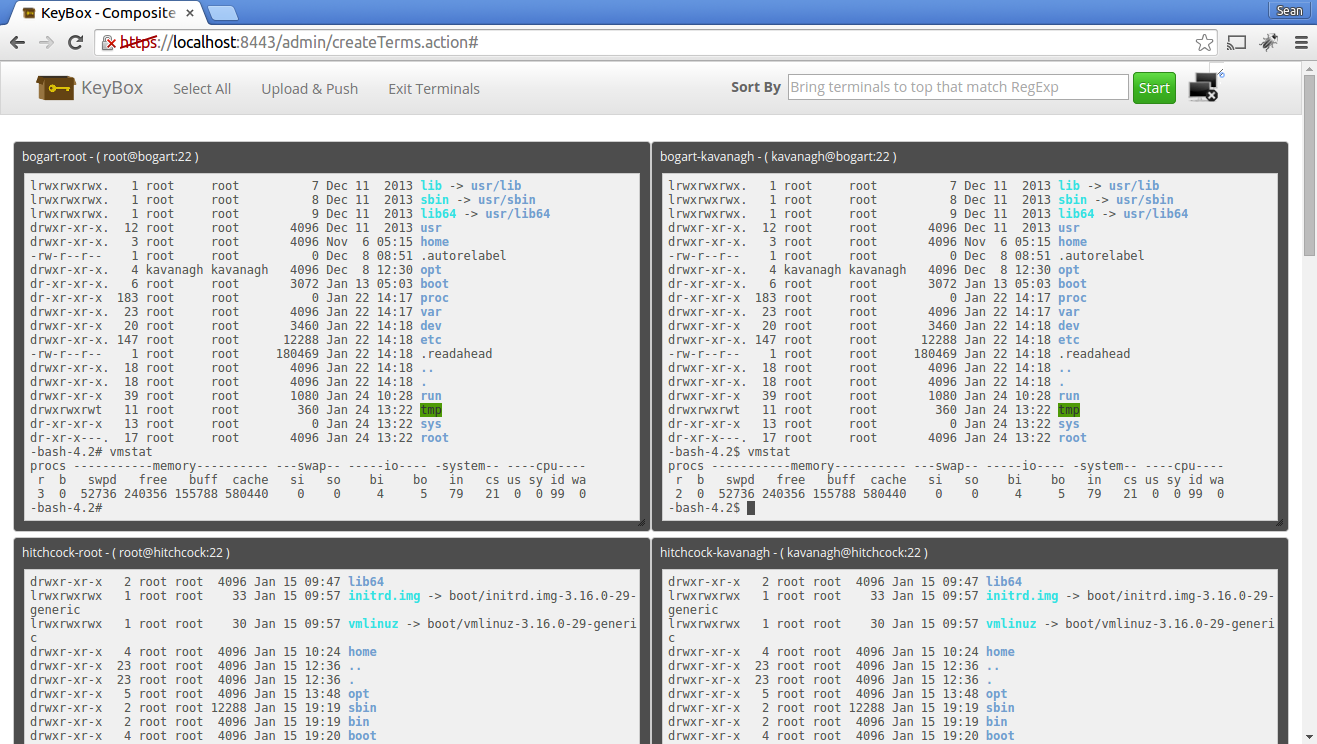 KeyBox - Composite
Sean
https://localhost:8443/admin/createTerms.action#
KeyBox Select All Upload & Push Exit Terminals Sort By Bring terminals to top that match RegExp Start
bogart-root - ( root@bogart:22 )
lrwxrwxrwx.   1 root     root          7 Dec 11  2013 lib -> usr/lib
lrwxrwxrwx.   1 root     root          8 Dec 11  2013 sbin -> usr/sbin
lrwxrwxrwx.   1 root     root          9 Dec 11  2013 lib64 -> usr/lib64
drwxr-xr-x.  12 root     root       4096 Dec 11  2013 usr
drwxr-xr-x.   3 root     root       4096 Nov  6 05:15 home
-rw-r--r--    1 root     root          0 Dec  8 08:51 .autorelabel
drwxr-xr-x.   4 kavanagh kavanagh   4096 Dec  8 12:30 opt
dr-xr-xr-x.   6 root     root       3072 Jan 13 05:03 boot
dr-xr-xr-x  183 root     root          0 Jan 22 14:17 proc
drwxr-xr-x.  23 root     root       4096 Jan 22 14:17 var
drwxr-xr-x   20 root     root       3460 Jan 22 14:18 dev
drwxr-xr-x. 147 root     root      12288 Jan 22 14:18 etc
-rw-r--r--    1 root     root     180469 Jan 22 14:18 .readahead
drwxr-xr-x.  18 root     root       4096 Jan 22 14:18 ..
drwxr-xr-x.  18 root     root       4096 Jan 22 14:18 .
drwxr-xr-x   39 root     root       1080 Jan 24 10:28 run
drwxrwxrwt   11 root     root        360 Jan 24 13:22 tmp
dr-xr-xr-x   13 root     root          0 Jan 24 13:22 sys
dr-xr-x---.  17 root     root       4096 Jan 24 13:22 root
-bash-4.2# vmstat
procs -----------memory---------- ---swap-- -----io---- -system-- ----cpu----
 r  b   swpd   free   buff  cache   si   so    bi    bo   in   cs us sy id wa
 3  0  52736 240356 155788 580440    0    0     4     5   79   21  0  0 99  0
-bash-4.2#
bogart-kavanagh - ( kavanagh@bogart:22 )
lrwxrwxrwx.   1 root     root          7 Dec 11  2013 lib -> usr/lib
lrwxrwxrwx.   1 root     root          8 Dec 11  2013 sbin -> usr/sbin
lrwxrwxrwx.   1 root     root          9 Dec 11  2013 lib64 -> usr/lib64
drwxr-xr-x.  12 root     root       4096 Dec 11  2013 usr
drwxr-xr-x.   3 root     root       4096 Nov  6 05:15 home
-rw-r--r--    1 root     root          0 Dec  8 08:51 .autorelabel
drwxr-xr-x.   4 kavanagh kavanagh   4096 Dec  8 12:30 opt
dr-xr-xr-x.   6 root     root       3072 Jan 13 05:03 boot
dr-xr-xr-x  183 root     root          0 Jan 22 14:17 proc
drwxr-xr-x.  23 root     root       4096 Jan 22 14:17 var
drwxr-xr-x   20 root     root       3460 Jan 22 14:18 dev
drwxr-xr-x. 147 root     root      12288 Jan 22 14:18 etc
-rw-r--r--    1 root     root     180469 Jan 22 14:18 .readahead
drwxr-xr-x.  18 root     root       4096 Jan 22 14:18 ..
drwxr-xr-x.  18 root     root       4096 Jan 22 14:18 .
drwxr-xr-x   39 root     root       1080 Jan 24 10:28 run
drwxrwxrwt   11 root     root        360 Jan 24 13:22 tmp
dr-xr-xr-x   13 root     root          0 Jan 24 13:22 sys
dr-xr-x---.  17 root     root       4096 Jan 24 13:22 root
-bash-4.2$ vmstat
procs -----------memory---------- ---swap-- -----io---- -system-- ----cpu----
 r  b   swpd   free   buff  cache   si   so    bi    bo   in   cs us sy id wa
 2  0  52736 240356 155788 580440    0    0     4     5   79   21  0  0 99  0
-bash-4.2$
hitchcock-root - ( root@hitchcock:22 )
drwxr-xr-x   2 root root  4096 Jan 15 09:47 lib64
lrwxrwxrwx   1 root root    33 Jan 15 09:57 initrd.img -> boot/initrd.img-3.16.0-29-
generic
lrwxrwxrwx   1 root root    30 Jan 15 09:57 vmlinuz -> boot/vmlinuz-3.16.0-29-generi
c
drwxr-xr-x   4 root root  4096 Jan 15 10:24 home
drwxr-xr-x  23 root root  4096 Jan 15 12:36 ..
drwxr-xr-x  23 root root  4096 Jan 15 12:36 .
drwxr-xr-x   5 root root  4096 Jan 15 13:48 opt
drwxr-xr-x   2 root root 12288 Jan 15 19:19 sbin
drwxr-xr-x   2 root root  4096 Jan 15 19:19 bin
drwxr-xr-x   4 root root  4096 Jan 15 19:20 boot
hitchcock-kavanagh - ( kavanagh@hitchcock:22 )
drwxr-xr-x   2 root root  4096 Jan 15 09:47 lib64
lrwxrwxrwx   1 root root    33 Jan 15 09:57 initrd.img -> boot/initrd.img-3.16.0-29-
generic
lrwxrwxrwx   1 root root    30 Jan 15 09:57 vmlinuz -> boot/vmlinuz-3.16.0-29-generi
c
drwxr-xr-x   4 root root  4096 Jan 15 10:24 home
drwxr-xr-x  23 root root  4096 Jan 15 12:36 ..
drwxr-xr-x  23 root root  4096 Jan 15 12:36 .
drwxr-xr-x   5 root root  4096 Jan 15 13:48 opt
drwxr-xr-x   2 root root 12288 Jan 15 19:19 sbin
drwxr-xr-x   2 root root  4096 Jan 15 19:19 bin
drwxr-xr-x   4 root root  4096 Jan 15 19:20 boot